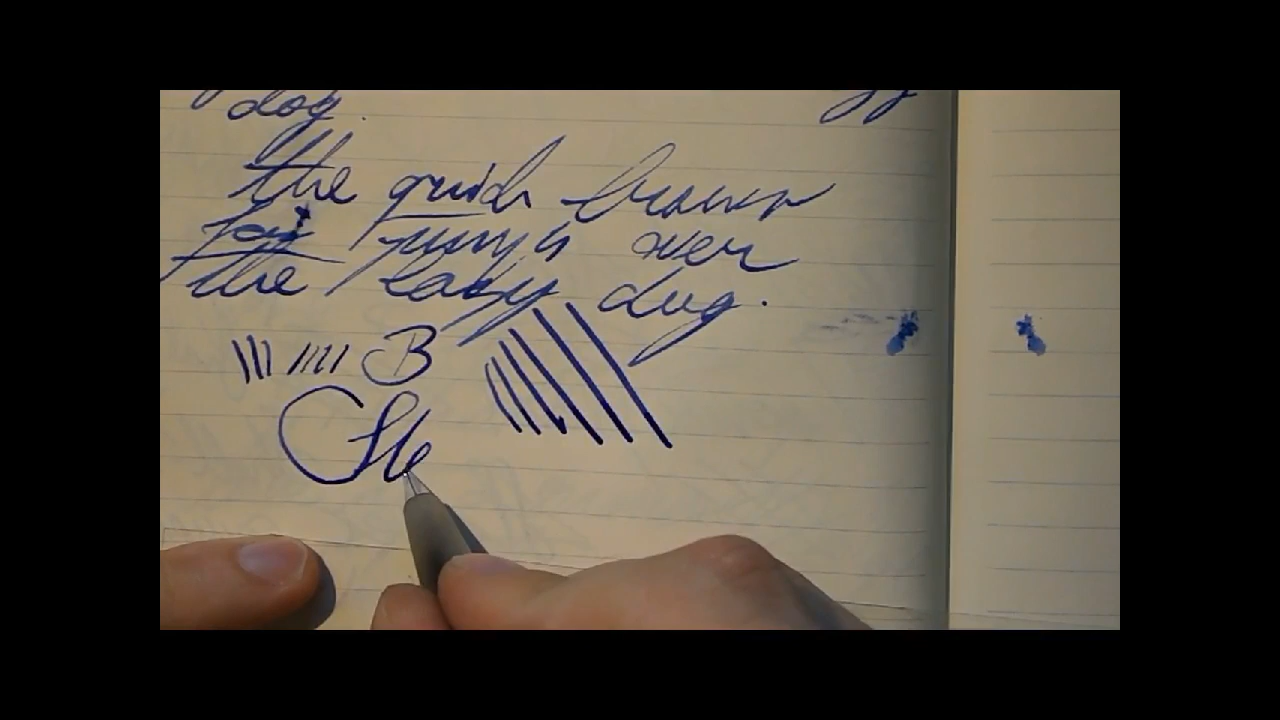 dog.
the quick brown
fox jumps over
the lazy dog.
B